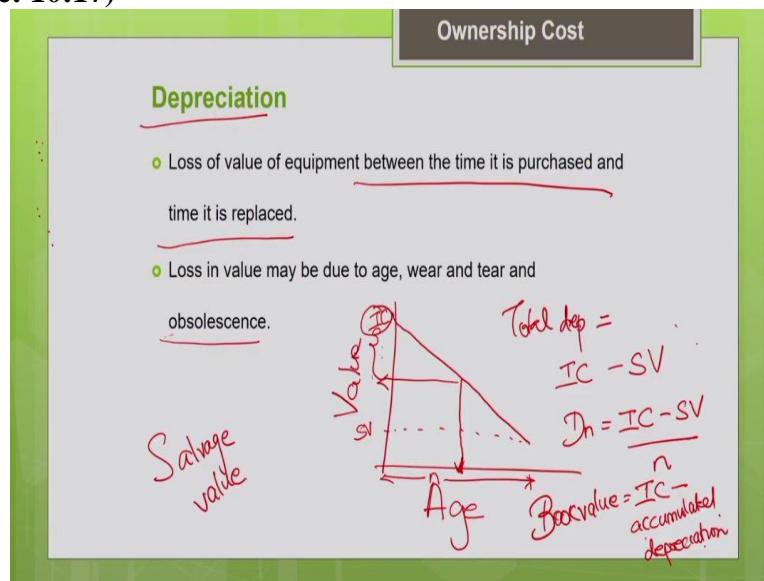 Ownership Cost
Depreciation
Loss of value of equipment between the time it is purchased and
time it is replaced.
Loss in value may be due to age, wear and tear and
obsolescence.
IC
Value
SV
n
Age
Salvage
value
Total dep =
IC - SV
Dn = IC - SV
n
Book value = IC -
accumulated
depreciation